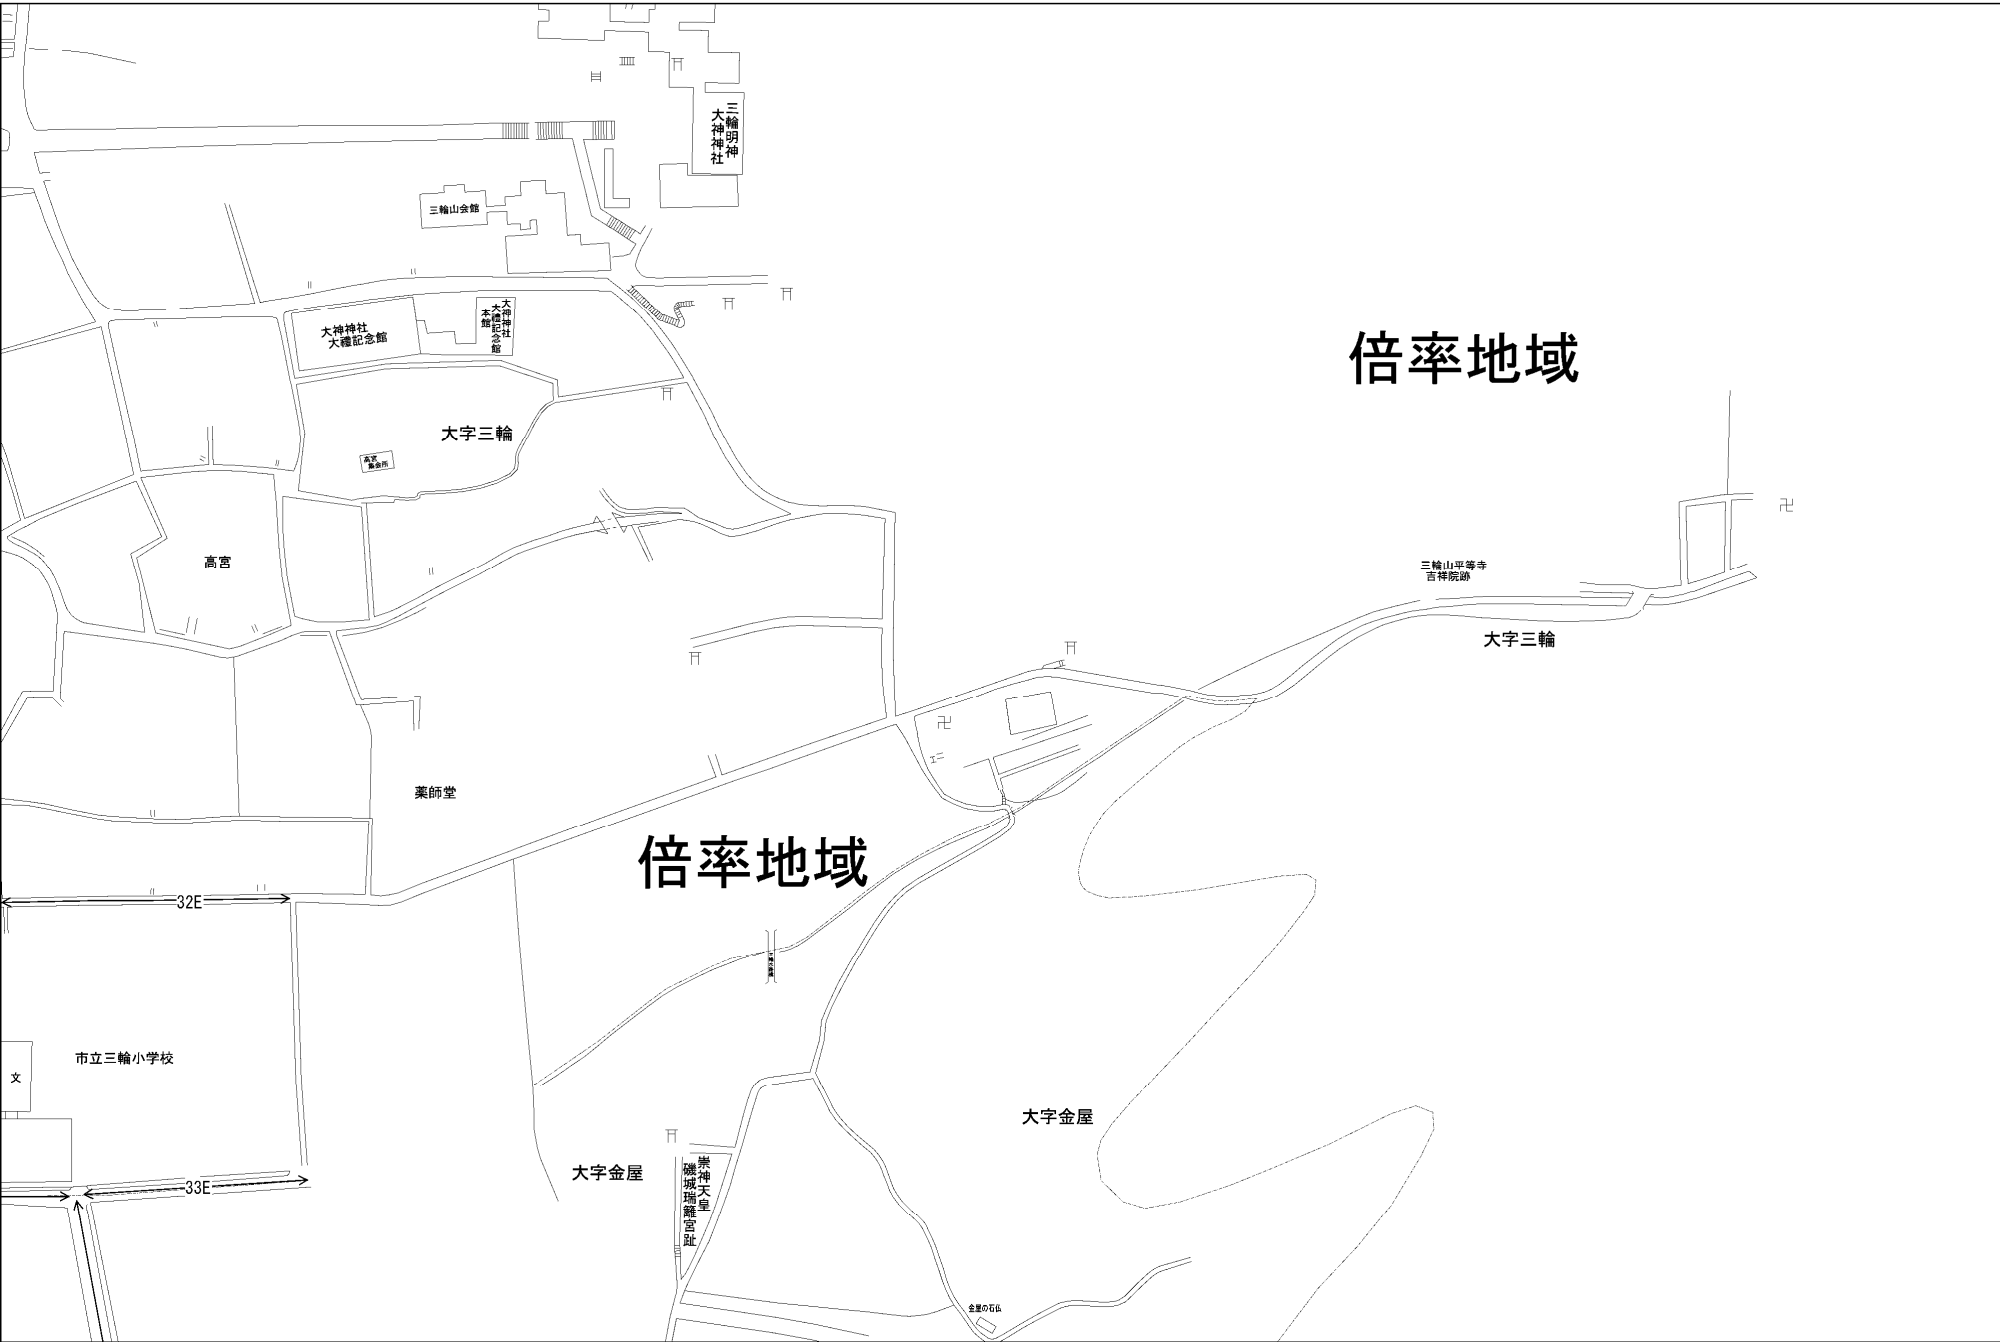 三輪明神
大神神社
三輪山会館
大神神社
大禮記念館
大神神社
大禮記念館
本館
倍率地域
大字三輪
高宮
集会所
高宮
三輪山平等寺
吉祥院跡
大字三輪
薬師堂
倍率地域
32E
市立三輪小学校
文
大字金屋
大字金屋
崇神天皇
磯城瑞籬宮趾
33E
金屋の石仏